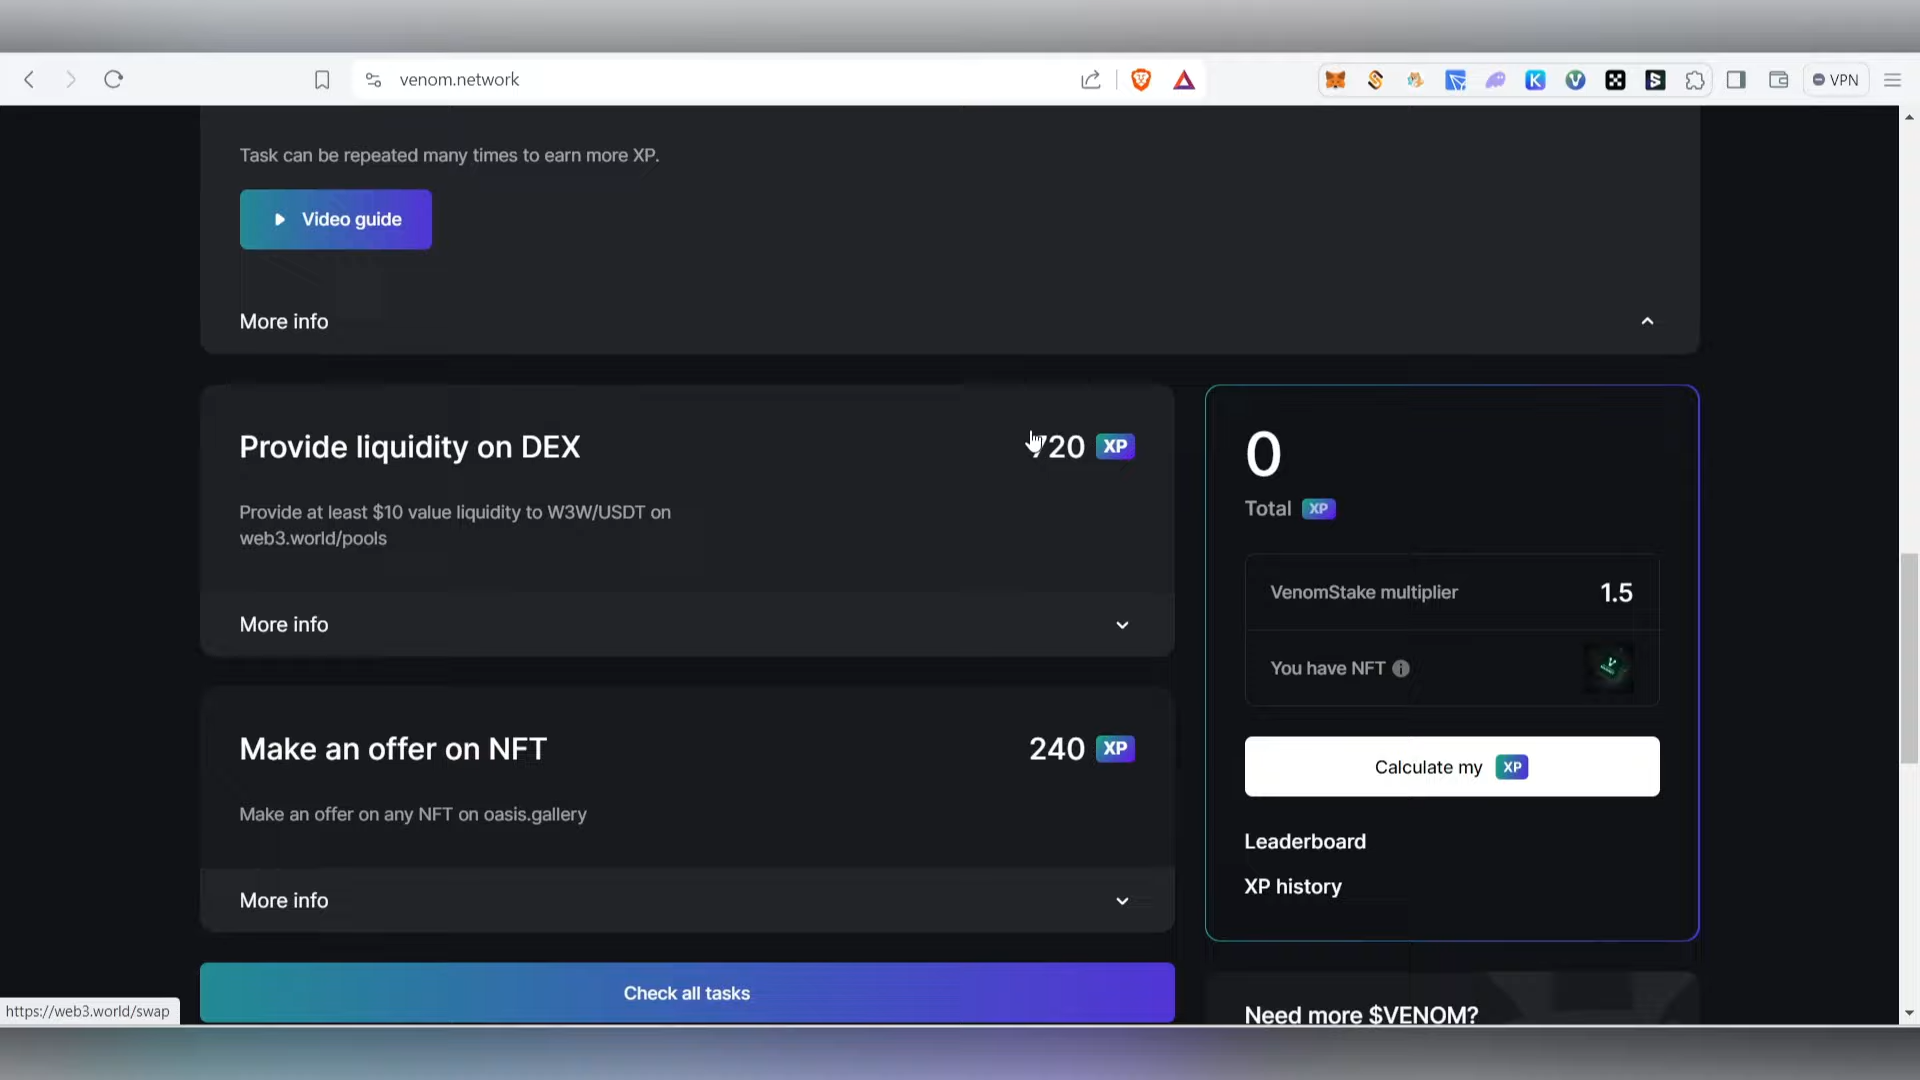 venom.network
VPN
Task can be repeated many times to earn more XP.
Video guide
More info
Provide liquidity on DEX
720 XP
Provide at least $10 value liquidity to W3W/USDT on
web3.world/pools
More info
Make an offer on NFT
240 XP
Make an offer on any NFT on oasis.gallery
More info
Check all tasks
0
Total XP
VenomStake multiplier 1.5
You have NFT
Calculate my XP
Leaderboard
XP history
Need more $VENOM?
https://web3.world/swap